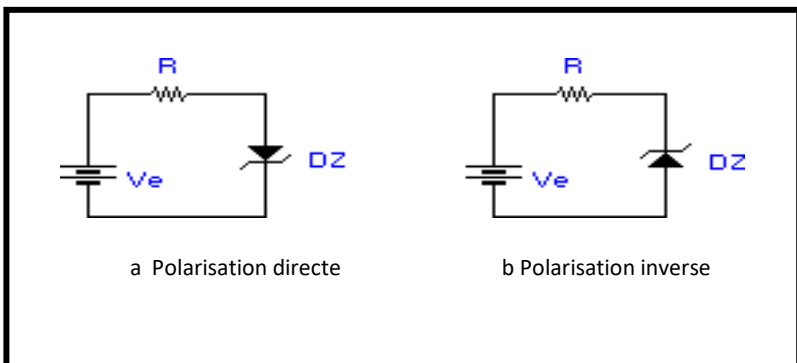 R
R
Ve
DZ
Ve
DZ
a Polarisation directe
b Polarisation inverse